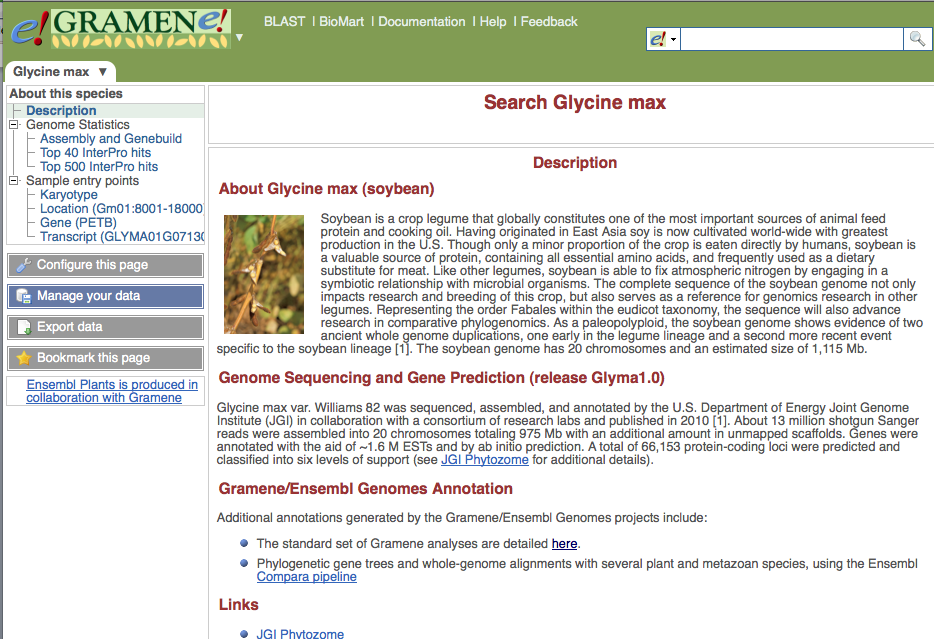 e! GRAMENE e!
BLAST | BioMart | Documentation | Help | Feedback
e!
Glycine max ▼
About this species
Description
Genome Statistics
Assembly and Genebuild
Top 40 InterPro hits
Top 500 InterPro hits
Sample entry points
Karyotype
Location (Gm01:8001-18000
Gene (PETB)
Transcript (GLYMA01G0713
Configure this page
Manage your data
Export data
Bookmark this page
Ensembl Plants is produced in
collaboration with Gramene
Search Glycine max
Description
About Glycine max (soybean)
Soybean is a crop legume that globally constitutes one of the most important sources of animal feed
protein and cooking oil. Having originated in East Asia soy is now cultivated world-wide with greatest
production in the U.S. Though only a minor proportion of the crop is eaten directly by humans, soybean is
a valuable source of protein, containing all essential amino acids, and frequently used as a dietary
substitute for meat. Like other legumes, soybean is able to fix atmospheric nitrogen by engaging in a
symbiotic relationship with microbial organisms. The complete sequence of the soybean genome not only
impacts research and breeding of this crop, but also serves as a reference for genomics research in other
legumes. Representing the order Fabales within the eudicot taxonomy, the sequence will also advance
research in comparative phylogenomics. As a paleopolyploid, the soybean genome shows evidence of two
ancient whole genome duplications, one early in the legume lineage and a second more recent event
specific to the soybean lineage [1]. The soybean genome has 20 chromosomes and an estimated size of 1,115 Mb.
Genome Sequencing and Gene Prediction (release Glyma1.0)
Glycine max var. Williams 82 was sequenced, assembled, and annotated by the U.S. Department of Energy Joint Genome
Institute (JGI) in collaboration with a consortium of research labs and published in 2010 [1]. About 13 million shotgun Sanger
reads were assembled into 20 chromosomes totaling 975 Mb with an additional amount in unmapped scaffolds. Genes were
annotated with the aid of ~1.6 M ESTs and by ab initio prediction. A total of 66,153 protein-coding loci were predicted and
classified into six levels of support (see JGI Phytozome for additional details).
Gramene/Ensembl Genomes Annotation
Additional annotations generated by the Gramene/Ensembl Genomes projects include:
The standard set of Gramene analyses are detailed here.
Phylogenetic gene trees and whole-genome alignments with several plant and metazoan species, using the Ensembl
Compara pipeline
Links
JGI Phytozome